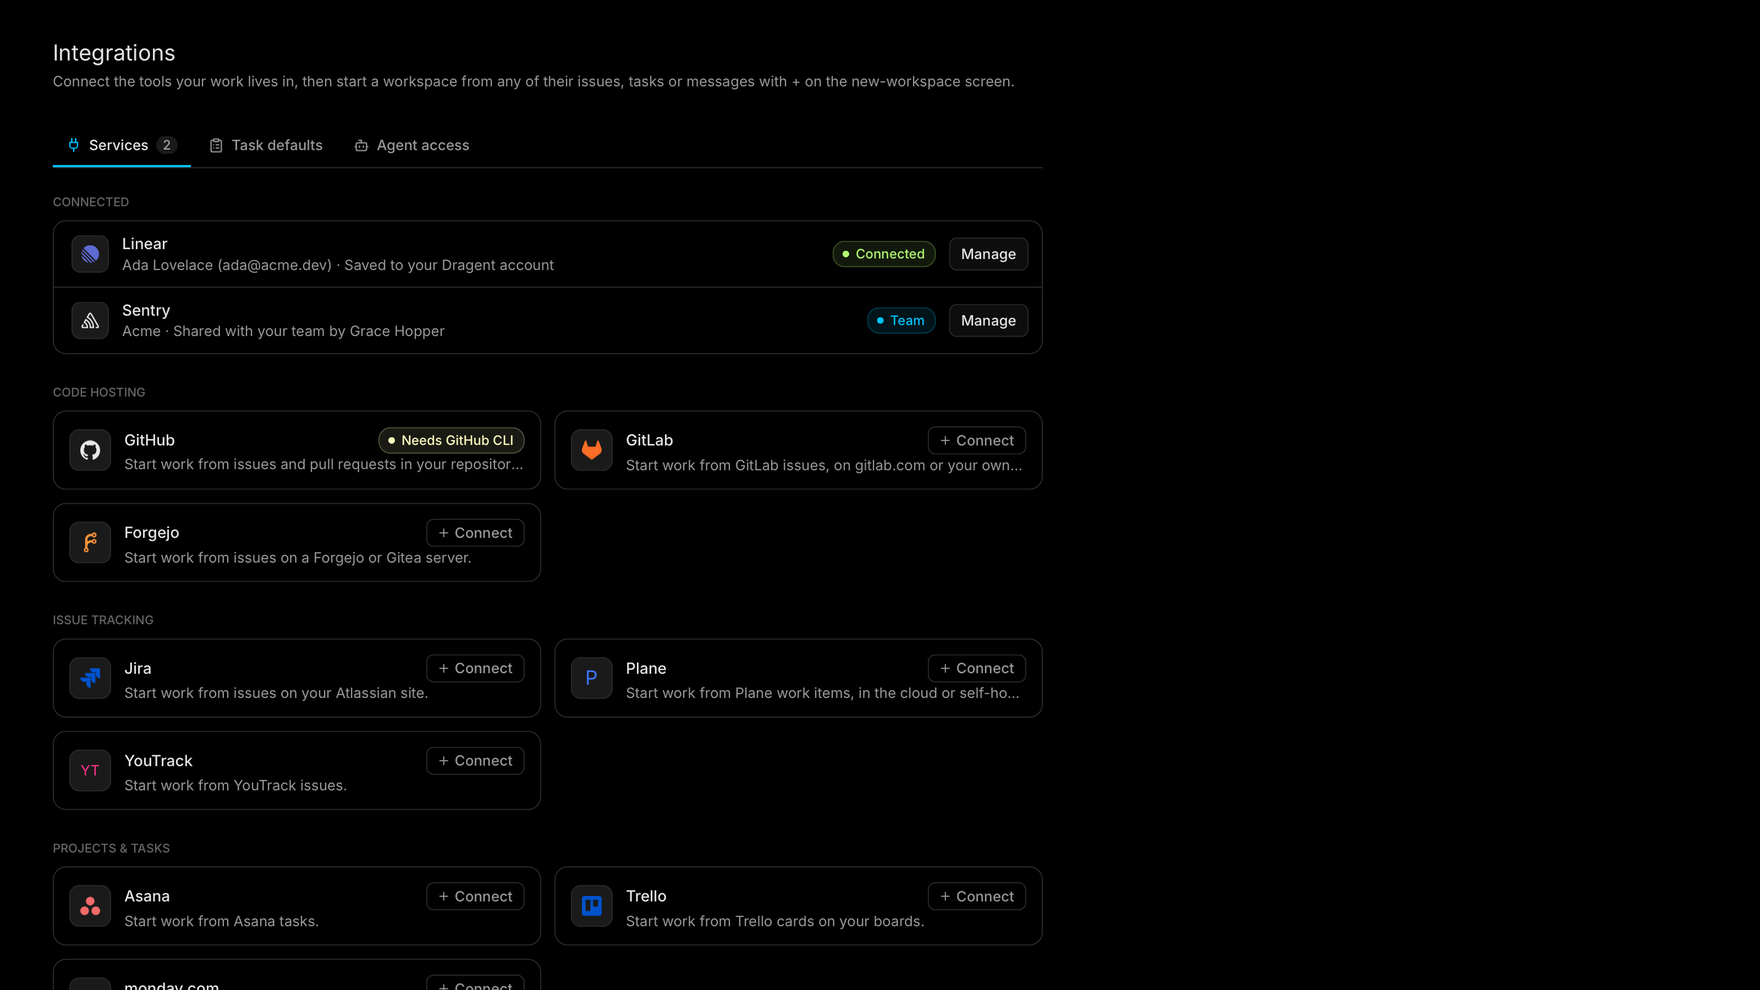 Integrations
Connect the tools your work lives in, then start a workspace from any of their issues, tasks or messages with + on the new-workspace screen.
Services 2 Task defaults Agent access
CONNECTED
Linear
Ada Lovelace (ada@acme.dev) · Saved to your Dragent account
Connected Manage
Sentry
Acme · Shared with your team by Grace Hopper
Team Manage
CODE HOSTING
GitHub Needs GitHub CLI
Start work from issues and pull requests in your repositor...
GitLab + Connect
Start work from GitLab issues, on gitlab.com or your own...
Forgejo + Connect
Start work from issues on a Forgejo or Gitea server.
ISSUE TRACKING
Jira + Connect
Start work from issues on your Atlassian site.
P Plane + Connect
Start work from Plane work items, in the cloud or self-ho...
YT YouTrack + Connect
Start work from YouTrack issues.
PROJECTS & TASKS
Asana + Connect
Start work from Asana tasks.
Trello + Connect
Start work from Trello cards on your boards.
monday.com + Connect